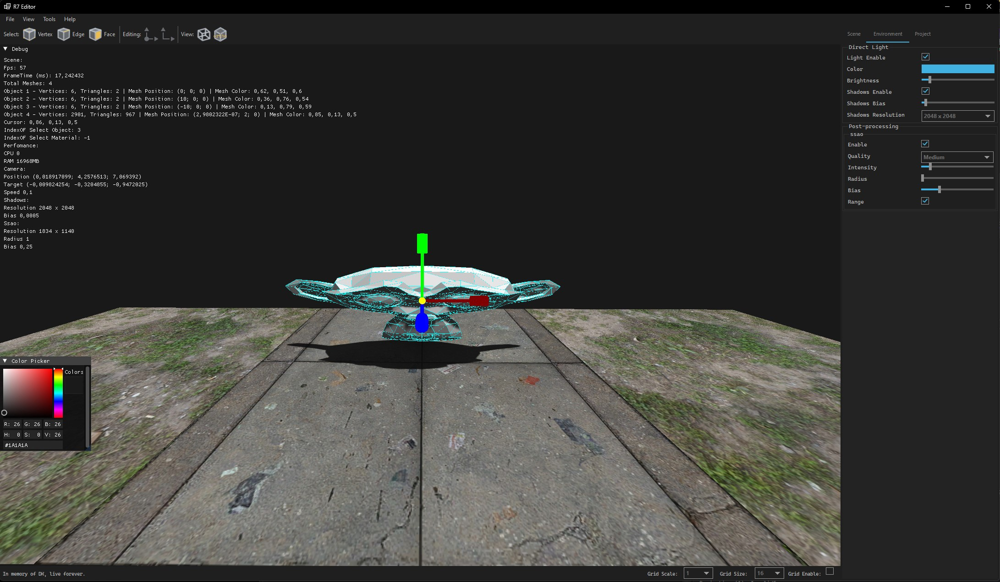 R7 Editor
File View Tools Help
Select: Vertex Edge Face Editing: View: ortho
Scene Environment Project
Debug
Scene:
Fps: 57
FrameTime (ms): 17,242432
Total Meshes: 4
Object 1 - Vertices: 6, Triangles: 2 | Mesh Position: (0; 0; 0) | Mesh Color: 0,62, 0,51, 0,6
Object 2 - Vertices: 6, Triangles: 2 | Mesh Position: (10; 0; 0) | Mesh Color: 0,36, 0,76, 0,54
Object 3 - Vertices: 6, Triangles: 2 | Mesh Position: (-10; 0; 0) | Mesh Color: 0,13, 0,79, 0,59
Object 4 - Vertices: 2901, Triangles: 967 | Mesh Position: (2,9802322E-07; 2; 0) | Mesh Color: 0,85, 0,13, 0,5
Cursor: 0,86, 0,13, 0,5
IndexOF Select Object: 3
IndexOF Select Material: -1
Perfomance:
CPU 0
RAM 16968MB
Camera:
Position (0,018917099; 4,2576513; 7,069392)
Target (-0,009824254; -0,3204855; -0,9472025)
Speed 0,1
Shadows:
Resolution 2048 x 2048
Bias 0,0005
Ssao:
Resolution 1834 x 1140
Radius 1
Bias 0,25
Direct Light
Light Enable
Color
Brightness
Shadows Enable
Shadows Bias
Shadows Resolution 2048 x 2048
Post-processing
ssao
Enable
Quality Medium
Intensity
Radius
Bias
Range
Color Picker
Colors
R: 26 G: 26 B: 26
H: 0 S: 0 V: 26
#1A1A1A
In memory of DK, live forever.
Grid Scale: 1 Grid Size: 16 Grid Enable: